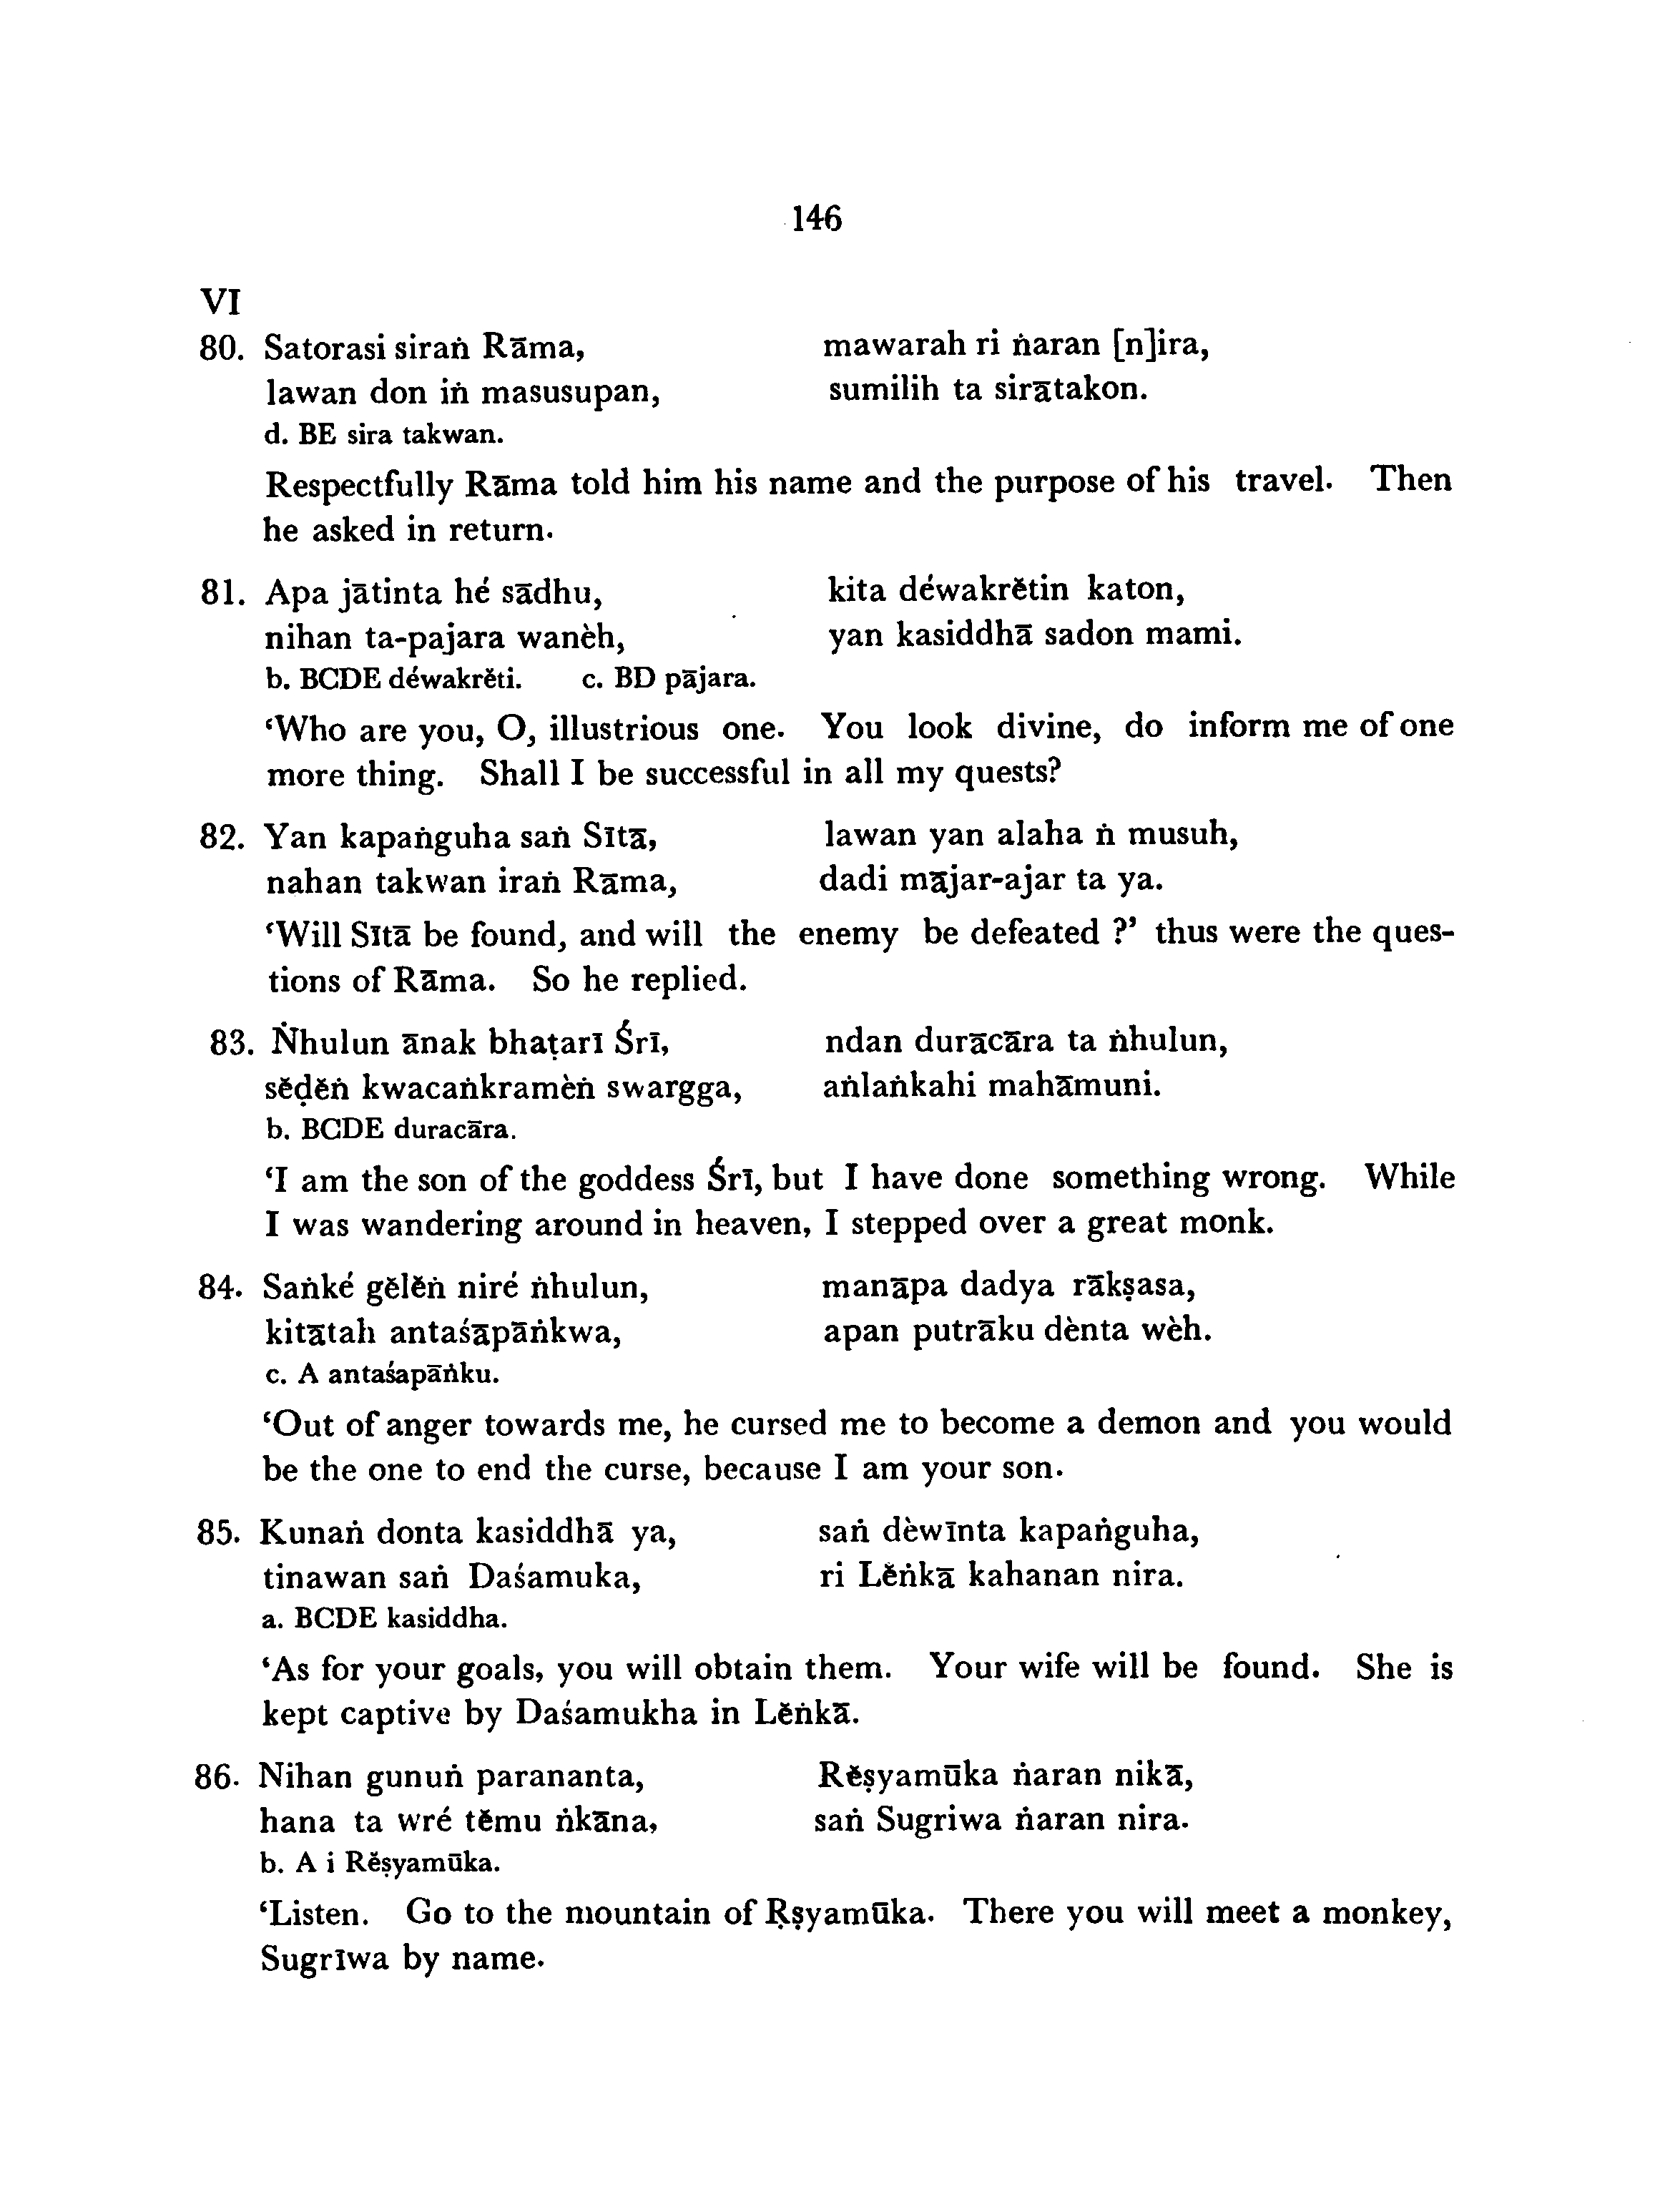 146
VI
80. Satorasi siraṅ Rāma, mawarah ri ṅaran [n]ira,
lawan don iṅ masusupan, sumilih ta sirātakon.
d. BE sira takwan.
Respectfully Rāma told him his name and the purpose of his travel. Then
he asked in return.
81. Apa jātinta hé sādhu, kita déwakrĕtin katon,
nihan ta-pajara wanèh, yan kasiddhā sadon mami.
b. BCDE déwakrĕti. c. BD pājara.
‘Who are you, O, illustrious one. You look divine, do inform me of one
more thing. Shall I be successful in all my quests?
82. Yan kapaṅguha saṅ Sītā, lawan yan alaha ṅ musuh,
nahan takwan iraṅ Rāma, dadi mājar-ajar ta ya.
‘Will Sītā be found, and will the enemy be defeated ?’ thus were the ques-
tions of Rāma. So he replied.
83. Ṅhulun ānak bhaṭarī Śrī, ndan durācāra ta ṅhulun,
sĕḍĕṅ kwacaṅkramèṅ swargga, aṅlaṅkahi mahāmuni.
b. BCDE duracāra.
‘I am the son of the goddess Śrī, but I have done something wrong. While
I was wandering around in heaven, I stepped over a great monk.
84. Saṅké gĕlĕṅ niré ṅhulun, manāpa dadya rākṣasa,
kitātah antaśāpāṅkwa, apan putrāku dènta wèh.
c. A antaśapāṅku.
‘Out of anger towards me, he cursed me to become a demon and you would
be the one to end the curse, because I am your son.
85. Kunaṅ donta kasiddhā ya, saṅ dèwīnta kapaṅguha,
tinawan saṅ Daśamuka, ri Lĕṅkā kahanan nira.
a. BCDE kasiddha.
‘As for your goals, you will obtain them. Your wife will be found. She is
kept captive by Daśamukha in Lĕṅkā.
86. Nihan gunuṅ parananta, Rĕṣyamūka ṅaran nikā,
hana ta wré tĕmu ṅkāna, saṅ Sugriwa ṅaran nira.
b. A i Rĕṣyamūka.
‘Listen. Go to the mountain of Ṛṣyamūka. There you will meet a monkey,
Sugrīwa by name.